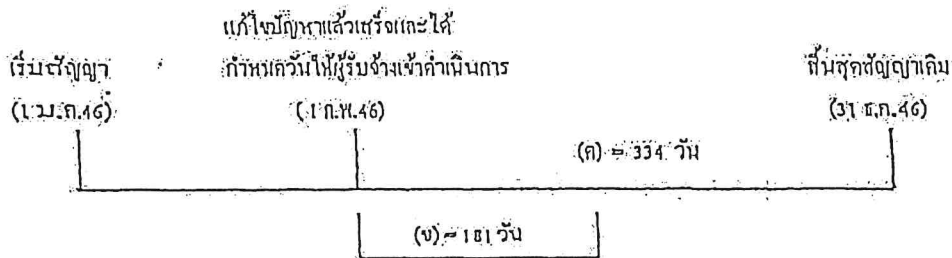 แก้ไขปัญหาแล้วเสร็จและได้
เริ่มสัญญา กำหนดวันให้ผู้รับจ้างเข้าดำเนินการ สิ้นสุดสัญญาเดิม
(1 ม.ค.46) (1 ก.พ.46) (31 ธ.ค.46)
(ค) = 334 วัน
(ข) = 181 วัน